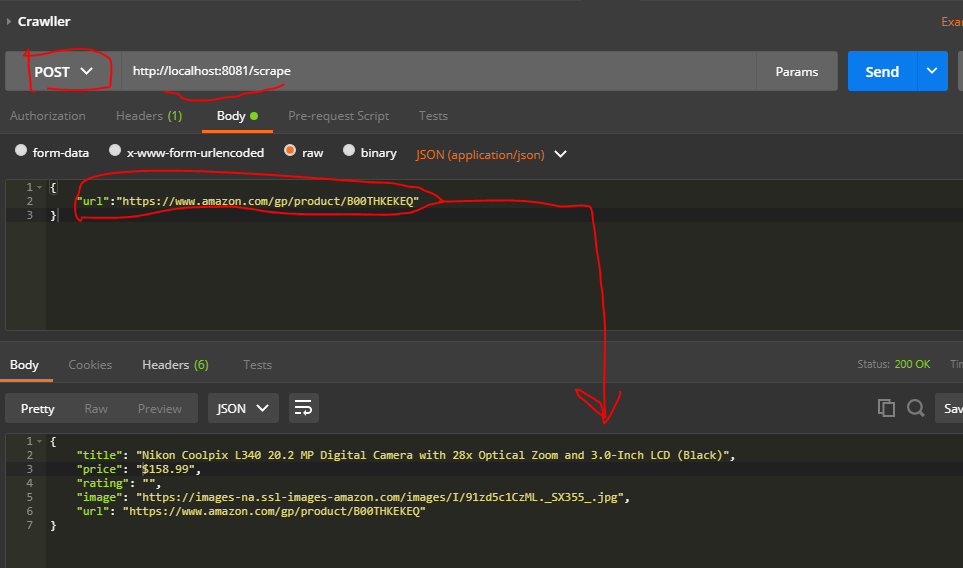 Crawller
Exa
POST http://localhost:8081/scrape Params Send
Authorization Headers (1) Body Pre-request Script Tests
form-data x-www-form-urlencoded raw binary JSON (application/json)
1 {
2 "url":"https://www.amazon.com/gp/product/B00THKEKEQ"
3 }
Body Cookies Headers (6) Tests Status: 200 OK Tim
Pretty Raw Preview JSON Sav
1 {
2 "title": "Nikon Coolpix L340 20.2 MP Digital Camera with 28x Optical Zoom and 3.0-Inch LCD (Black)",
3 "price": "$158.99",
4 "rating": "",
5 "image": "https://images-na.ssl-images-amazon.com/images/I/91zd5c1CzML._SX355_.jpg",
6 "url": "https://www.amazon.com/gp/product/B00THKEKEQ"
7 }